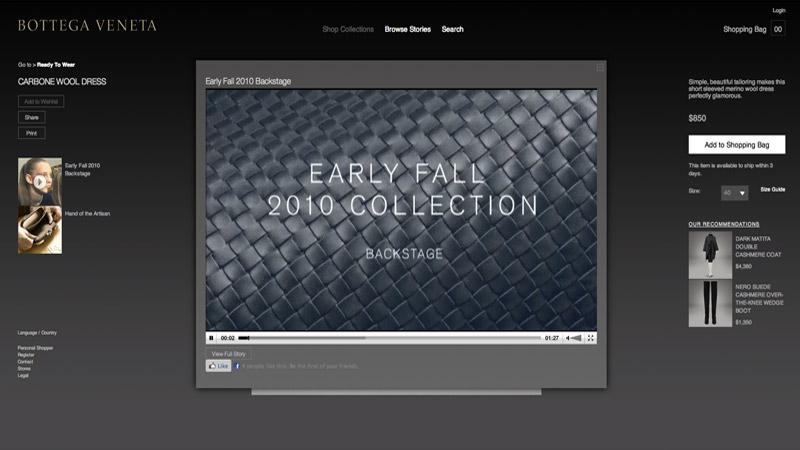 Login
BOTTEGA VENETA
Shop Collections Browse Stories Search
Shopping Bag 00
Go to > Ready To Wear
CARBONE WOOL DRESS
Add to Wishlist
Share
Print
Early Fall 2010
Backstage
Hand of the Artisan
Language / Country
Personal Shopper
Register
Contact
Stores
Legal
Early Fall 2010 Backstage
EARLY FALL
2010 COLLECTION
BACKSTAGE
00:02
01:27
View Full Story
Like
people like this. Be the first of your friends.
Simple, beautiful tailoring makes this
short sleeved merino wool dress
perfectly glamorous.
$850
Add to Shopping Bag
This item is available to ship within 3
days.
Size: 40 Size Guide
OUR RECOMMENDATIONS
DARK MATITA
DOUBLE
CASHMERE COAT
$4,380
NERO SUEDE
CASHMERE OVER-
THE-KNEE WEDGE
BOOT
$1,350